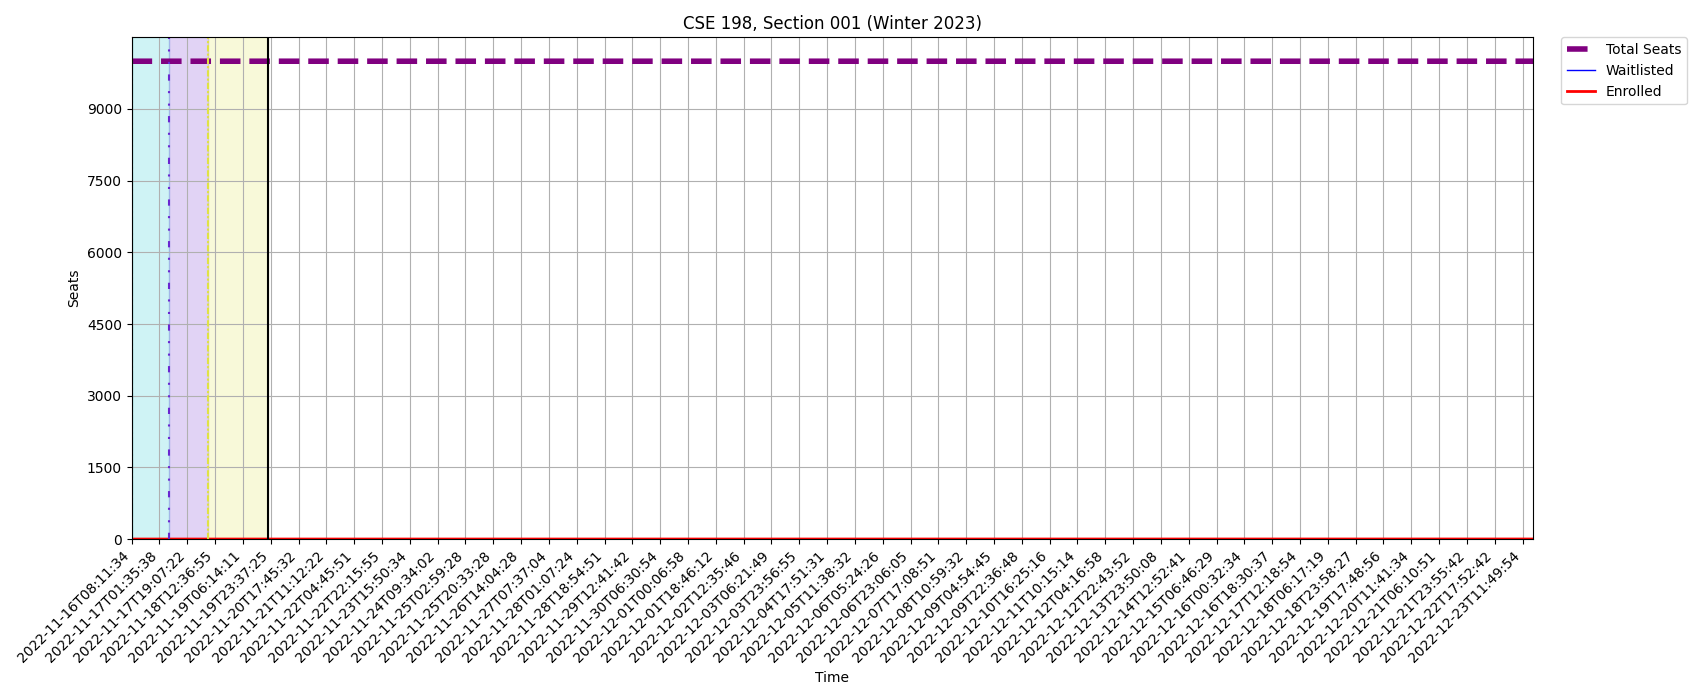 CSE 198, Section 001 (Winter 2023)
Total Seats
Waitlisted
Enrolled
9000
7500
6000
4500
3000
1500
0
Seats
2022-11-16T08:11:34
2022-11-17T01:35:38
2022-11-17T19:07:22
2022-11-18T12:36:55
2022-11-19T06:14:11
2022-11-19T23:37:25
2022-11-20T17:45:32
2022-11-21T11:12:22
2022-11-22T04:45:51
2022-11-22T22:15:55
2022-11-23T15:50:34
2022-11-24T09:34:02
2022-11-25T02:59:28
2022-11-25T20:33:28
2022-11-26T14:04:28
2022-11-27T07:37:04
2022-11-28T01:07:24
2022-11-28T18:54:51
2022-11-29T12:41:42
2022-11-30T06:30:54
2022-12-01T00:06:58
2022-12-01T18:46:12
2022-12-02T12:35:46
2022-12-03T06:21:49
2022-12-03T23:56:55
2022-12-04T17:51:31
2022-12-05T11:38:32
2022-12-06T05:24:26
2022-12-06T23:06:05
2022-12-07T17:08:51
2022-12-08T10:59:32
2022-12-09T04:54:45
2022-12-09T22:36:48
2022-12-10T16:25:16
2022-12-11T10:15:14
2022-12-12T04:16:58
2022-12-12T22:43:52
2022-12-13T23:50:08
2022-12-14T12:52:41
2022-12-15T06:46:29
2022-12-16T00:32:34
2022-12-16T18:30:37
2022-12-17T12:18:54
2022-12-18T06:17:19
2022-12-18T23:58:27
2022-12-19T17:48:56
2022-12-20T11:41:34
2022-12-21T06:10:51
2022-12-21T23:55:42
2022-12-22T17:52:42
2022-12-23T11:49:54
Time